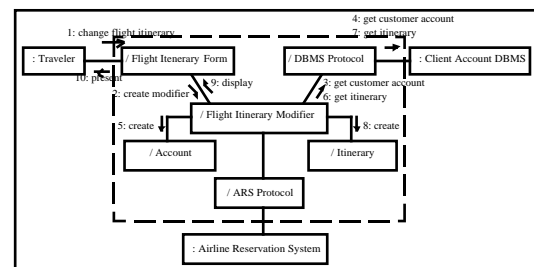 4: get customer account
1: change flight itinerary
7: get itinerary
: Traveler
/ Flight Itenerary Form
/ DBMS Protocol
: Client Account DBMS
10: present
9: display
3: get customer account
2: create modifier
6: get itinerary
/ Flight Itinerary Modifier
5: create
8: create
/ Account
/ Itinerary
/ ARS Protocol
: Airline Reservation System